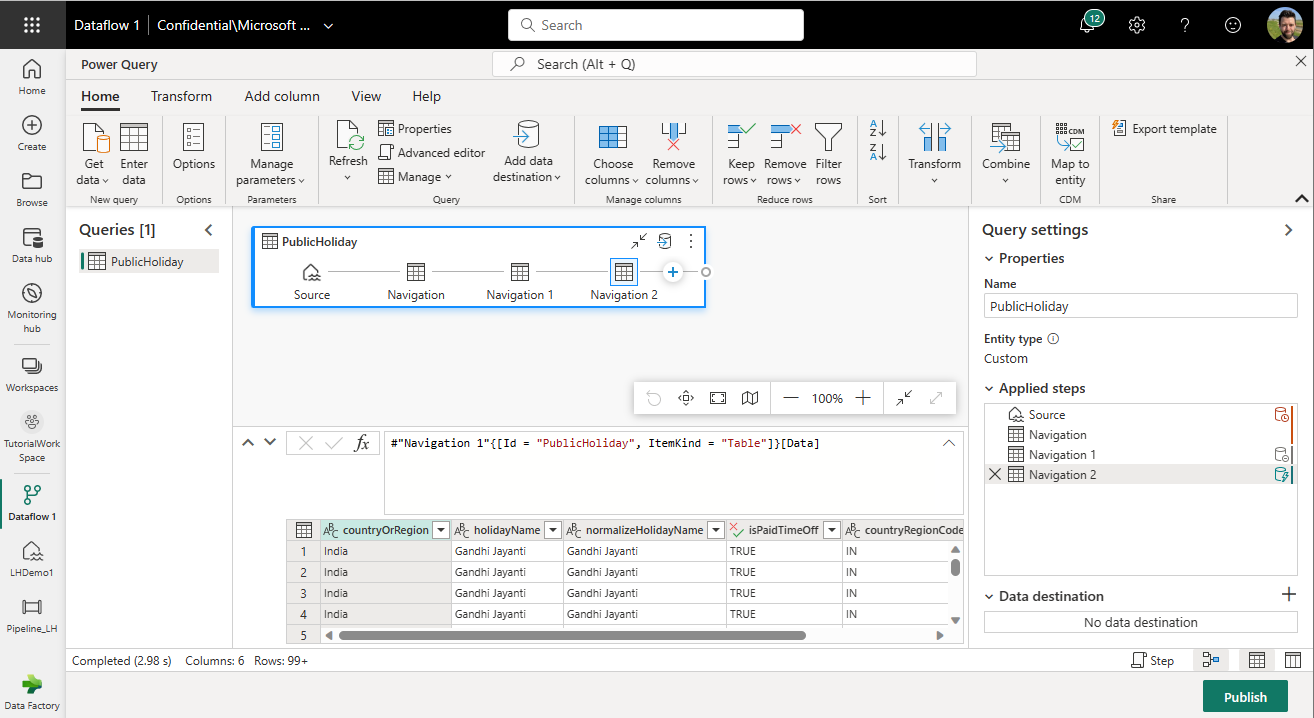 Dataflow 1
Confidential\Microsoft ...
Search
12
?
Home
Create
Browse
Data hub
Monitoring
hub
Workspaces
TutorialWork
Space
Dataflow 1
LHDemo1
Pipeline_LH
Data Factory
Power Query
Search (Alt + Q)
Home
Transform
Add column
View
Help
Get
data
Enter
data
New query
Options
Options
Manage
parameters
Parameters
Refresh
Properties
Advanced editor
Manage
Add data
destination
Query
Choose
columns
Remove
columns
Manage columns
Keep
rows
Remove
rows
Filter
rows
Reduce rows
A
Z
Z
A
Sort
Transform
Combine
CDM
Map to
entity
CDM
Export template
Share
Queries [1]
PublicHoliday
PublicHoliday
Source
Navigation
Navigation 1
Navigation 2
100%
fx
#"Navigation 1"{[Id = "PublicHoliday", ItemKind = "Table"]}[Data]
ABC countryOrRegion ABC holidayName ABC normalizeHolidayName isPaidTimeOff ABC countryRegionCode
1 India Gandhi Jayanti Gandhi Jayanti TRUE IN
2 India Gandhi Jayanti Gandhi Jayanti TRUE IN
3 India Gandhi Jayanti Gandhi Jayanti TRUE IN
4 India Gandhi Jayanti Gandhi Jayanti TRUE IN
5
Query settings
Properties
Name
PublicHoliday
Entity type
Custom
Applied steps
Source
Navigation
Navigation 1
Navigation 2
Data destination
No data destination
Completed (2.98 s) Columns: 6 Rows: 99+
Step
Publish